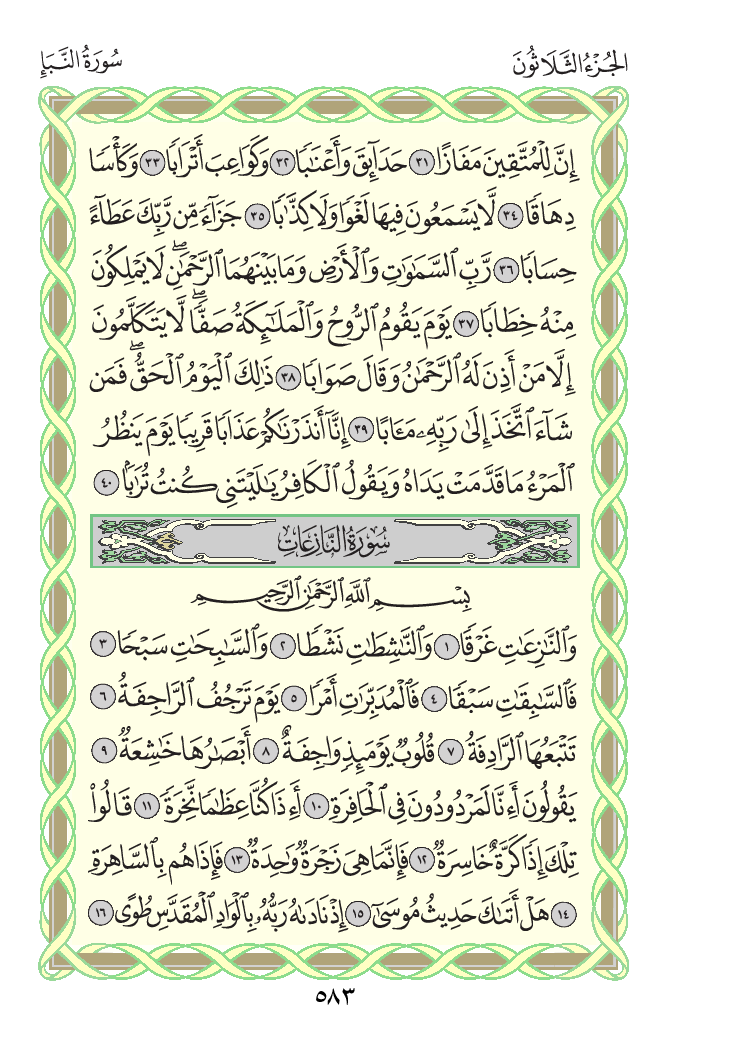 الجُزْءُ الثَّلَاثُونَ
سُورَةُ النَّبَإِ
إِنَّ لِلْمُتَّقِينَ مَفَازًا ٣١ حَدَآئِقَ وَأَعْنَٰبًا ٣٢ وَكَوَاعِبَ أَتْرَابًا ٣٣ وَكَأْسًا
دِهَاقًا ٣٤ لَّا يَسْمَعُونَ فِيهَا لَغْوًا وَلَا كِذَّٰبًا ٣٥ جَزَآءً مِّن رَّبِّكَ عَطَآءً
حِسَابًا ٣٦ رَّبِّ ٱلسَّمَٰوَٰتِ وَٱلْأَرْضِ وَمَا بَيْنَهُمَا ٱلرَّحْمَٰنِۖ لَا يَمْلِكُونَ
مِنْهُ خِطَابًا ٣٧ يَوْمَ يَقُومُ ٱلرُّوحُ وَٱلْمَلَٰٓئِكَةُ صَفًّاۖ لَّا يَتَكَلَّمُونَ
إِلَّا مَنْ أَذِنَ لَهُ ٱلرَّحْمَٰنُ وَقَالَ صَوَابًا ٣٨ ذَٰلِكَ ٱلْيَوْمُ ٱلْحَقُّۖ فَمَن
شَآءَ ٱتَّخَذَ إِلَىٰ رَبِّهِۦ مَـَٔابًا ٣٩ إِنَّآ أَنذَرْنَٰكُمْ عَذَابًا قَرِيبًا يَوْمَ يَنظُرُ
ٱلْمَرْءُ مَا قَدَّمَتْ يَدَاهُ وَيَقُولُ ٱلْكَافِرُ يَٰلَيْتَنِى كُنتُ تُرَٰبًۢا ٤٠
سُورَةُ النَّازِعَاتِ
بِسْمِ ٱللَّهِ ٱلرَّحْمَٰنِ ٱلرَّحِيمِ
وَٱلنَّٰزِعَٰتِ غَرْقًا ١ وَٱلنَّٰشِطَٰتِ نَشْطًا ٢ وَٱلسَّٰبِحَٰتِ سَبْحًا ٣
فَٱلسَّٰبِقَٰتِ سَبْقًا ٤ فَٱلْمُدَبِّرَٰتِ أَمْرًا ٥ يَوْمَ تَرْجُفُ ٱلرَّاجِفَةُ ٦
تَتْبَعُهَا ٱلرَّادِفَةُ ٧ قُلُوبٌ يَوْمَئِذٍ وَاجِفَةٌ ٨ أَبْصَٰرُهَا خَٰشِعَةٌ ٩
يَقُولُونَ أَءِنَّا لَمَرْدُودُونَ فِى ٱلْحَافِرَةِ ١٠ أَءِذَا كُنَّا عِظَٰمًا نَّخِرَةً ١١ قَالُوا۟
تِلْكَ إِذًا كَرَّةٌ خَاسِرَةٌ ١٢ فَإِنَّمَا هِىَ زَجْرَةٌ وَٰحِدَةٌ ١٣ فَإِذَا هُم بِٱلسَّاهِرَةِ
١٤ هَلْ أَتَىٰكَ حَدِيثُ مُوسَىٰٓ ١٥ إِذْ نَادَىٰهُ رَبُّهُۥ بِٱلْوَادِ ٱلْمُقَدَّسِ طُوًى ١٦
٥٨٣